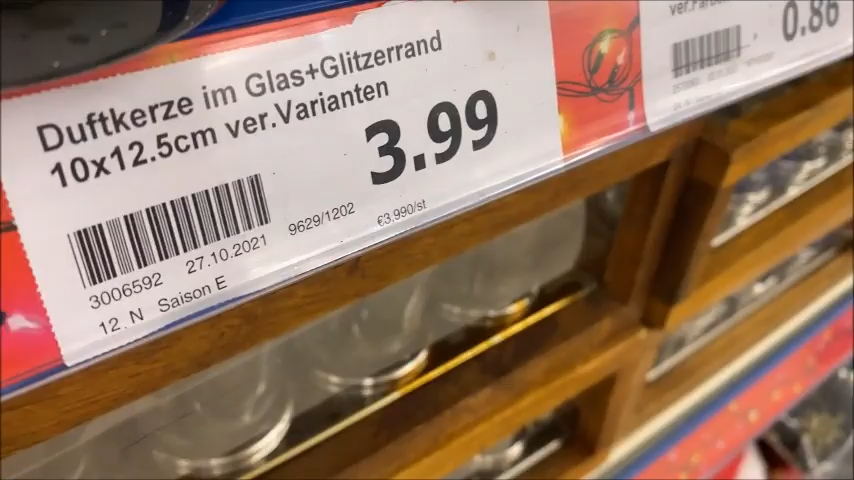 Duftkerze im Glas+Glitzerrand
10x12.5cm ver.Varianten
3.99
3006592 27.10.2021 9629/1202 €3,990/st
12. N Saison E
0.86